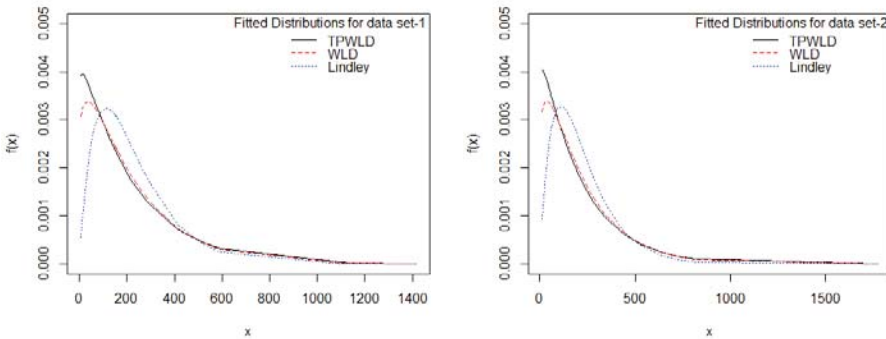 Fitted Distributions for data set-1
TPWLD
WLD
Lindley
f(x)
0.005
0.004
0.003
0.002
0.001
0.000
0 200 400 600 800 1000 1200 1400
x
Fitted Distributions for data set-2
TPWLD
WLD
Lindley
f(x)
0.005
0.004
0.003
0.002
0.001
0.000
0 500 1000 1500
x